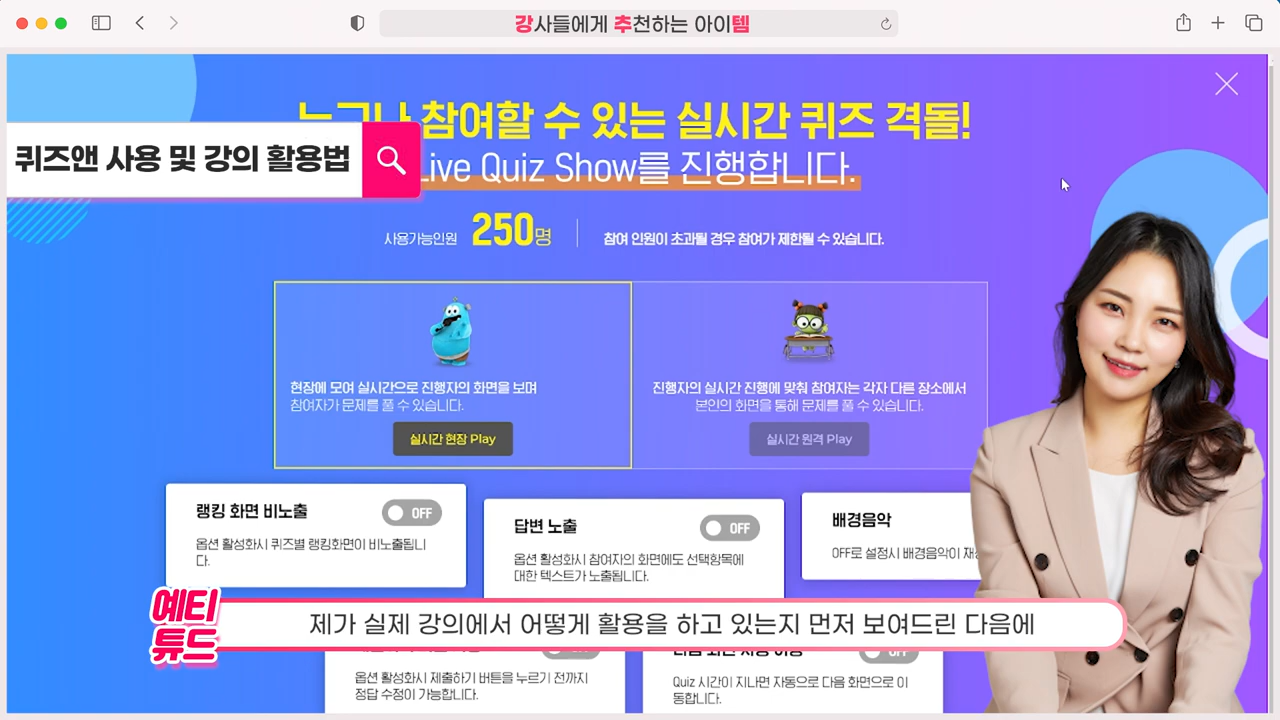 강사들에게 추천하는 아이템
누구나 참여할 수 있는 실시간 퀴즈 격돌!
퀴즈앤 사용 및 강의 활용법
Live Quiz Show를 진행합니다.
사용가능인원 250명
참여 인원이 초과될 경우 참여가 제한될 수 있습니다.
현장에 모여 실시간으로 진행자의 화면을 보며
참여자가 문제를 풀 수 있습니다.
실시간 현장 Play
진행자의 실시간 진행에 맞춰 참여자는 각자 다른 장소에서
본인의 화면을 통해 문제를 풀 수 있습니다.
실시간 원격 Play
랭킹 화면 비노출
OFF
옵션 활성화시 퀴즈별 랭킹화면이 비노출됩니
다.
답변 노출
OFF
옵션 활성화시 참여자의 화면에도 선택항목에
대한 텍스트가 노출됩니다.
배경음악
OFF로 설정시 배경음악이
예티
튜드
제가 실제 강의에서 어떻게 활용을 하고 있는지 먼저 보여드린 다음에
옵션 활성화시 제출하기 버튼을 누르기 전까지
정답 수정이 가능합니다.
OFF
Quiz 시간이 지나면 자동으로 다음 화면으로 이
동합니다.